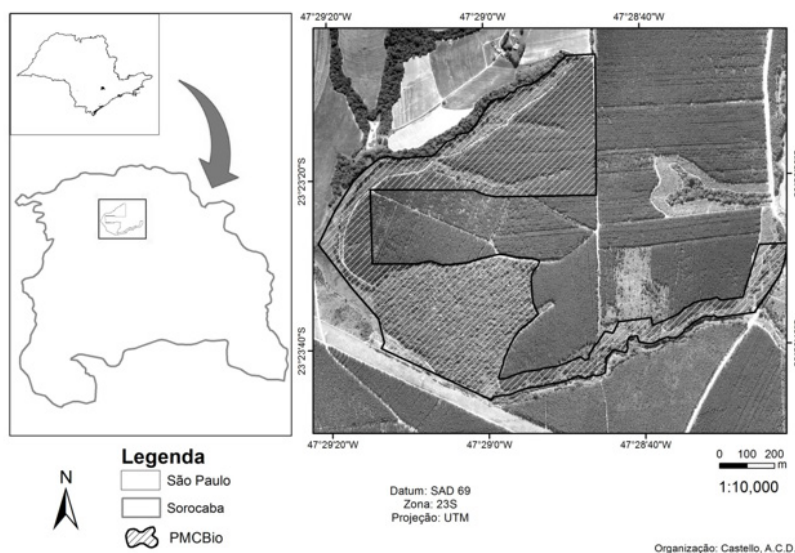 47°29'20"W 47°29'0"W 47°28'40"W
23°23'20"S
23°23'40"S
47°29'20"W 47°29'0"W 47°28'40"W
Legenda
São Paulo
Sorocaba
PMCBio
N
Datum: SAD 69
Zona: 23S
Projeção: UTM
0 100 200
m
1:10,000
Organização: Castello, A.C.D.